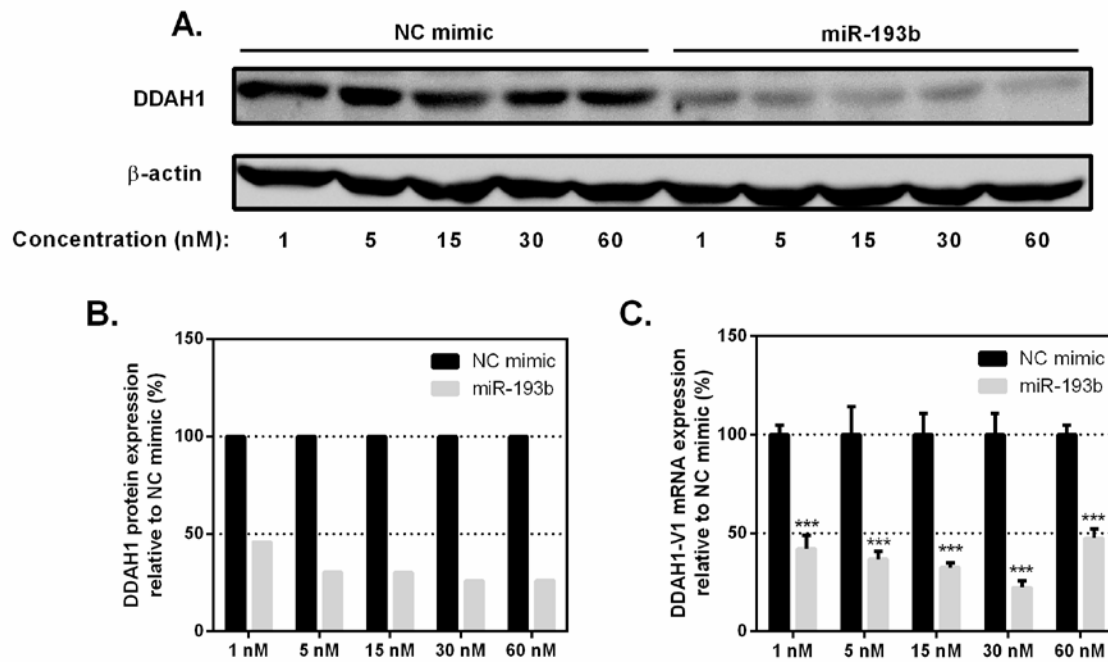 A.
NC mimic miR-193b
DDAH1
β-actin
Concentration (nM): 1 5 15 30 60 1 5 15 30 60
B.
DDAH1 protein expression
relative to NC mimic (%)
150
100
50
0
NC mimic
miR-193b
1 nM 5 nM 15 nM 30 nM 60 nM
C.
DDAH1-V1 mRNA expression
relative to NC mimic (%)
150
100
50
0
NC mimic
miR-193b
*** *** *** *** ***
1 nM 5 nM 15 nM 30 nM 60 nM